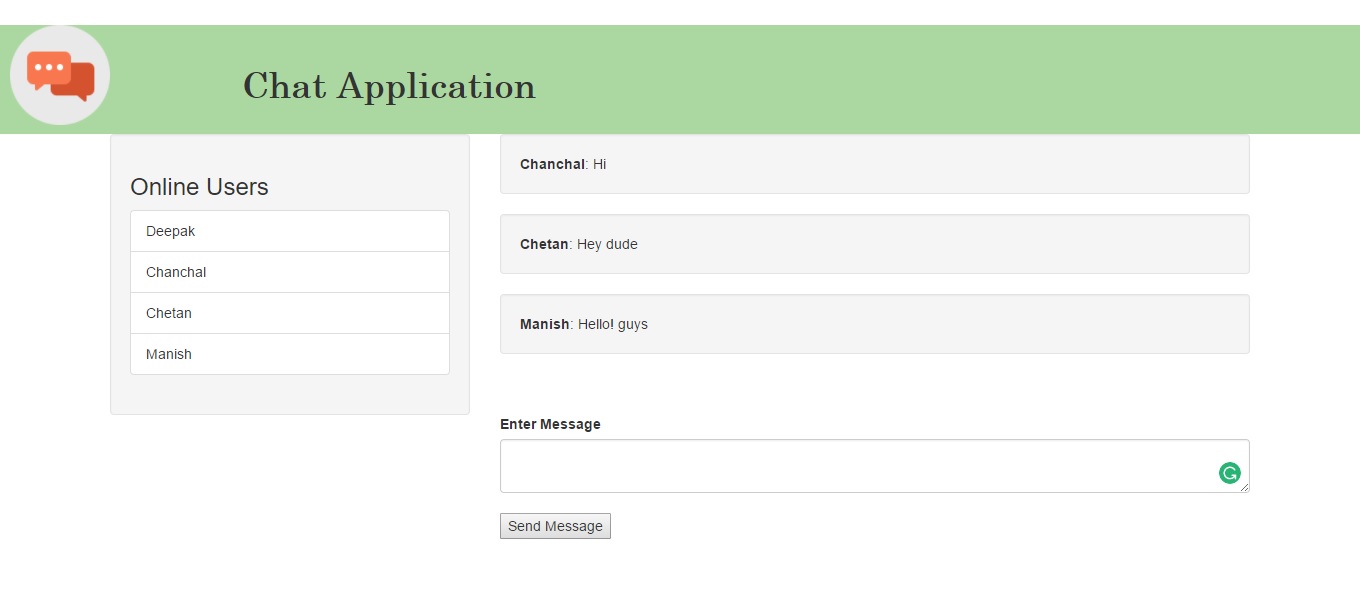 Chat Application
Online Users
Deepak
Chanchal
Chetan
Manish
Chanchal: Hi
Chetan: Hey dude
Manish: Hello! guys
Enter Message
Send Message